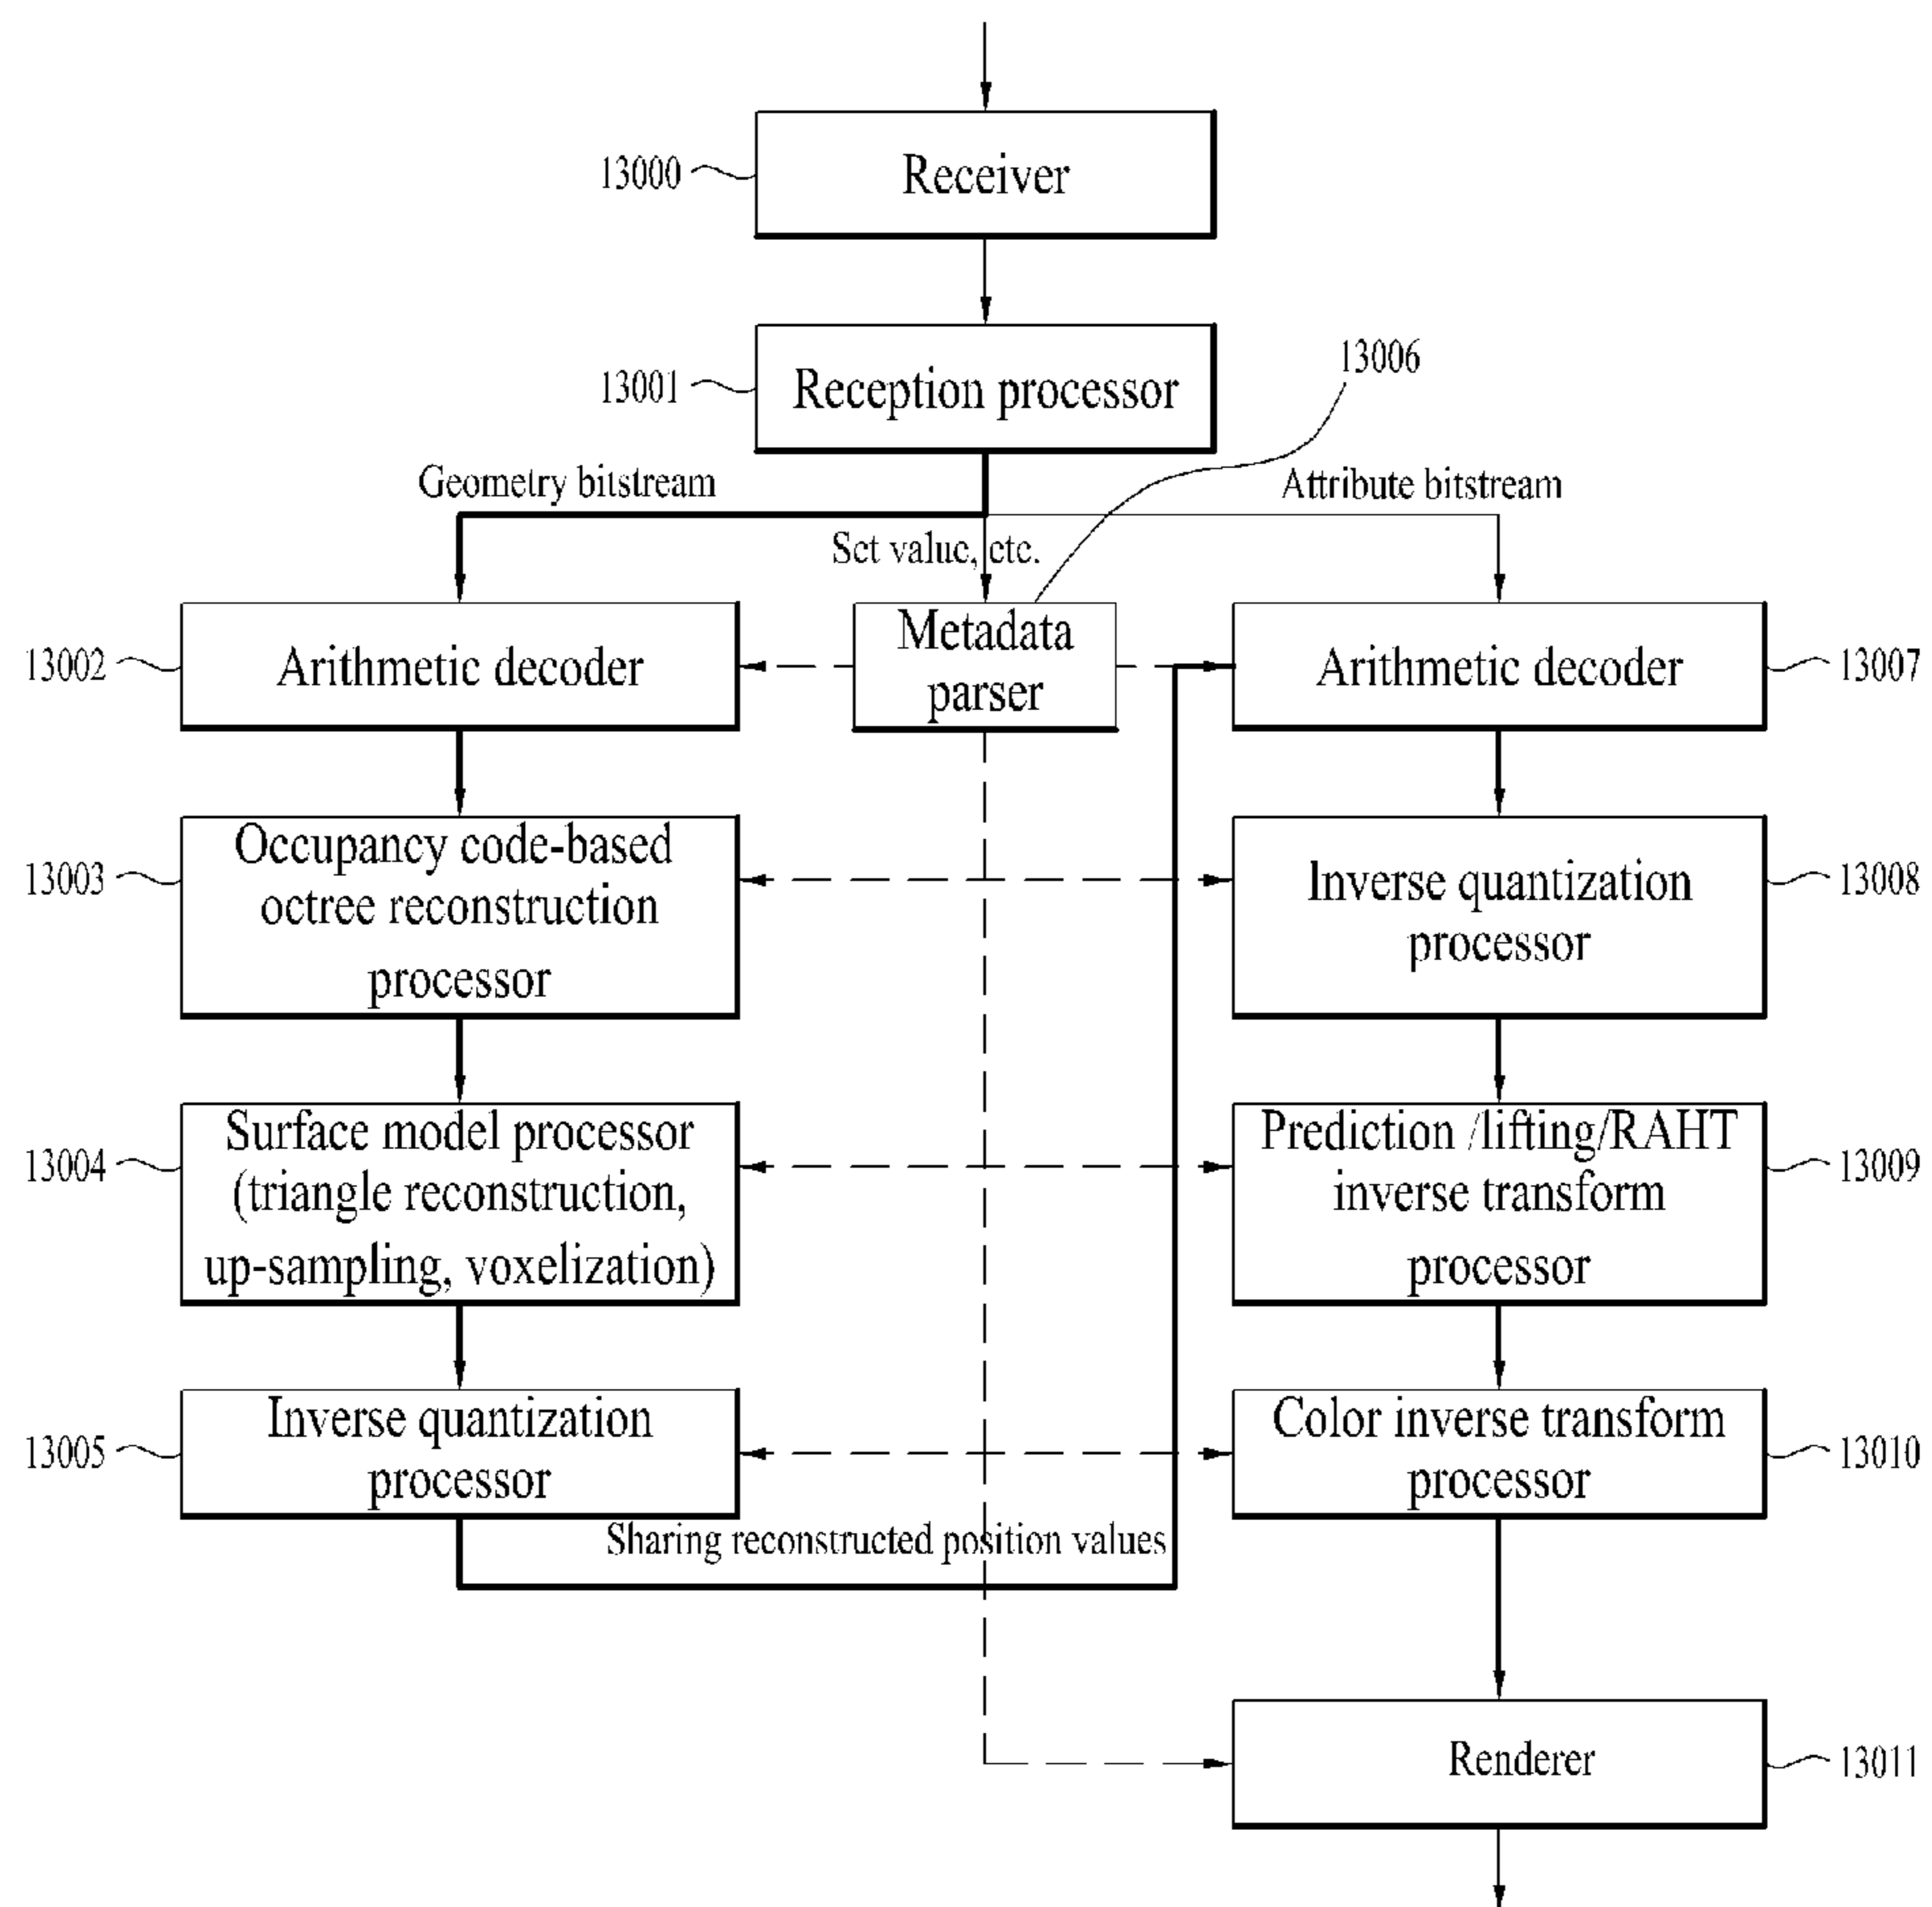 13000
Receiver
13001
Reception processor
13006
Geometry bitstream
Attribute bitstream
Set value, etc.
13002
Arithmetic decoder
Metadata
parser
Arithmetic decoder
13007
13003
Occupancy code-based
octree reconstruction
processor
Inverse quantization
processor
13008
13004
Surface model processor
(triangle reconstruction,
up-sampling, voxelization)
Prediction /lifting/RAHT
inverse transform
processor
13009
13005
Inverse quantization
processor
Color inverse transform
processor
13010
Sharing reconstructed position values
Renderer
13011